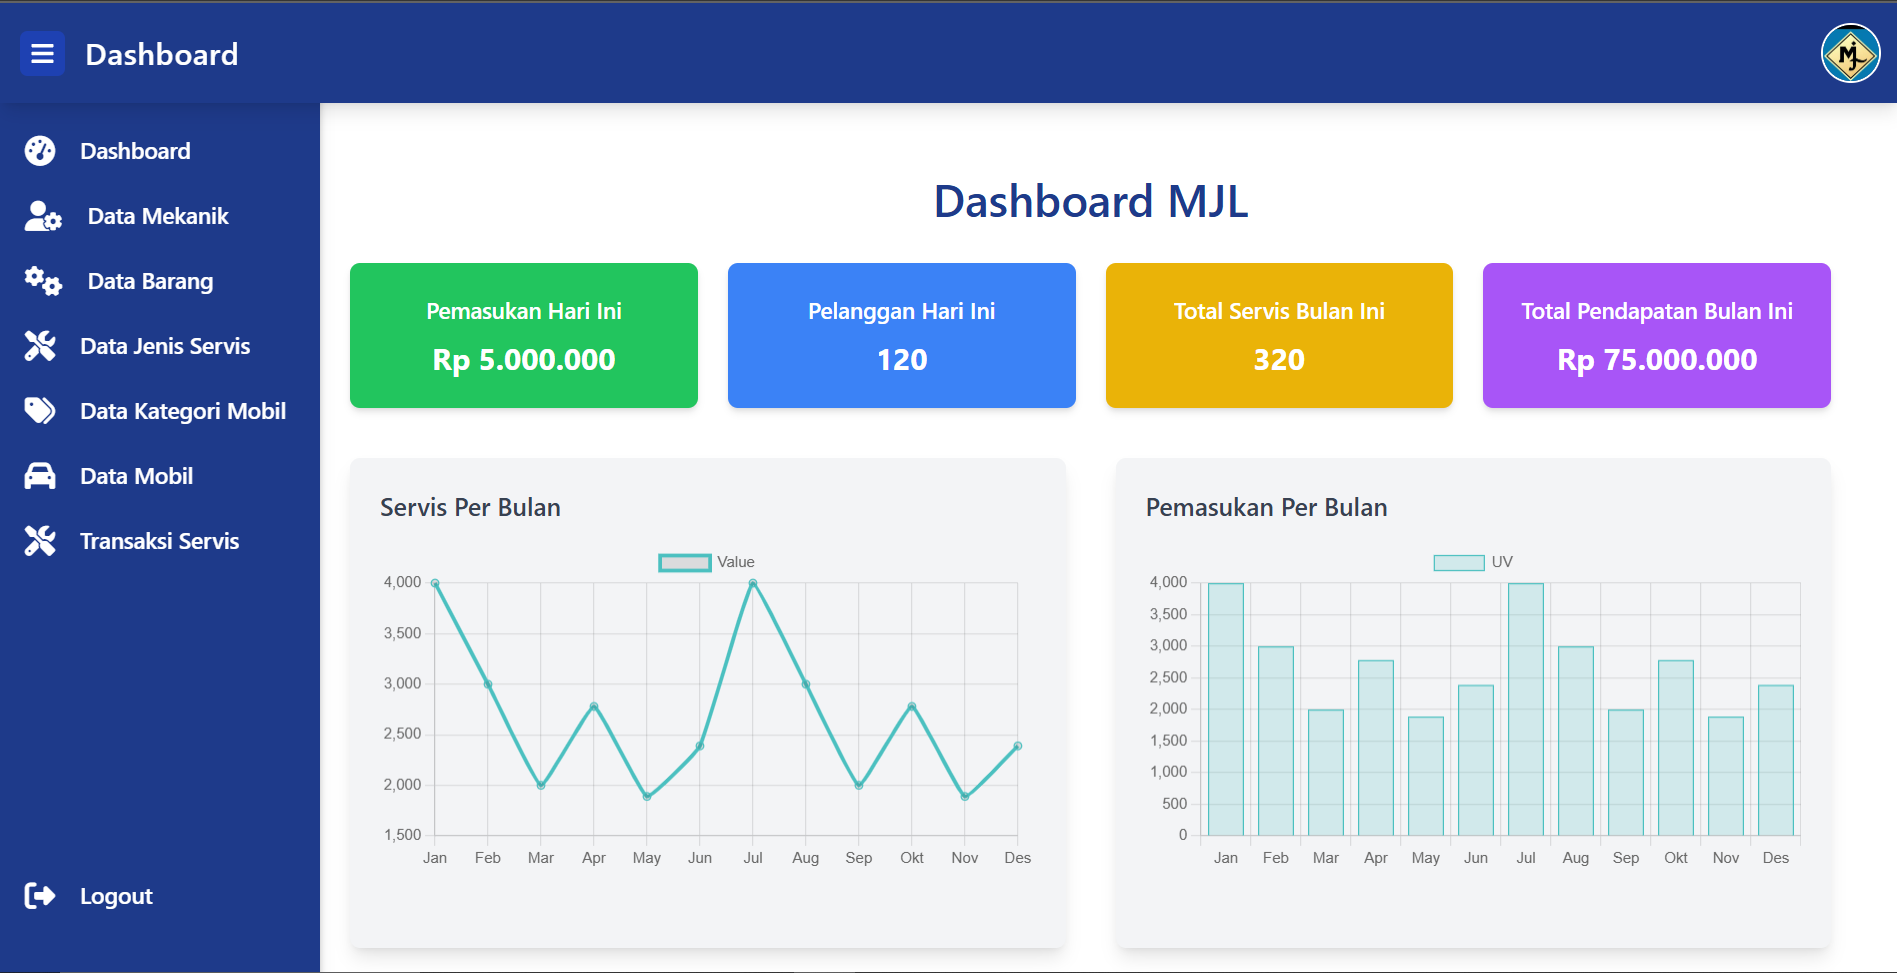 Dashboard
MJL
Dashboard
Data Mekanik
Data Barang
Data Jenis Servis
Data Kategori Mobil
Data Mobil
Transaksi Servis
Logout
Dashboard MJL
Pemasukan Hari Ini
Rp 5.000.000
Pelanggan Hari Ini
120
Total Servis Bulan Ini
320
Total Pendapatan Bulan Ini
Rp 75.000.000
Servis Per Bulan
Value
4,000
3,500
3,000
2,500
2,000
1,500
Jan Feb Mar Apr May Jun Jul Aug Sep Okt Nov Des
Pemasukan Per Bulan
UV
4,000
3,500
3,000
2,500
2,000
1,500
1,000
500
0
Jan Feb Mar Apr May Jun Jul Aug Sep Okt Nov Des